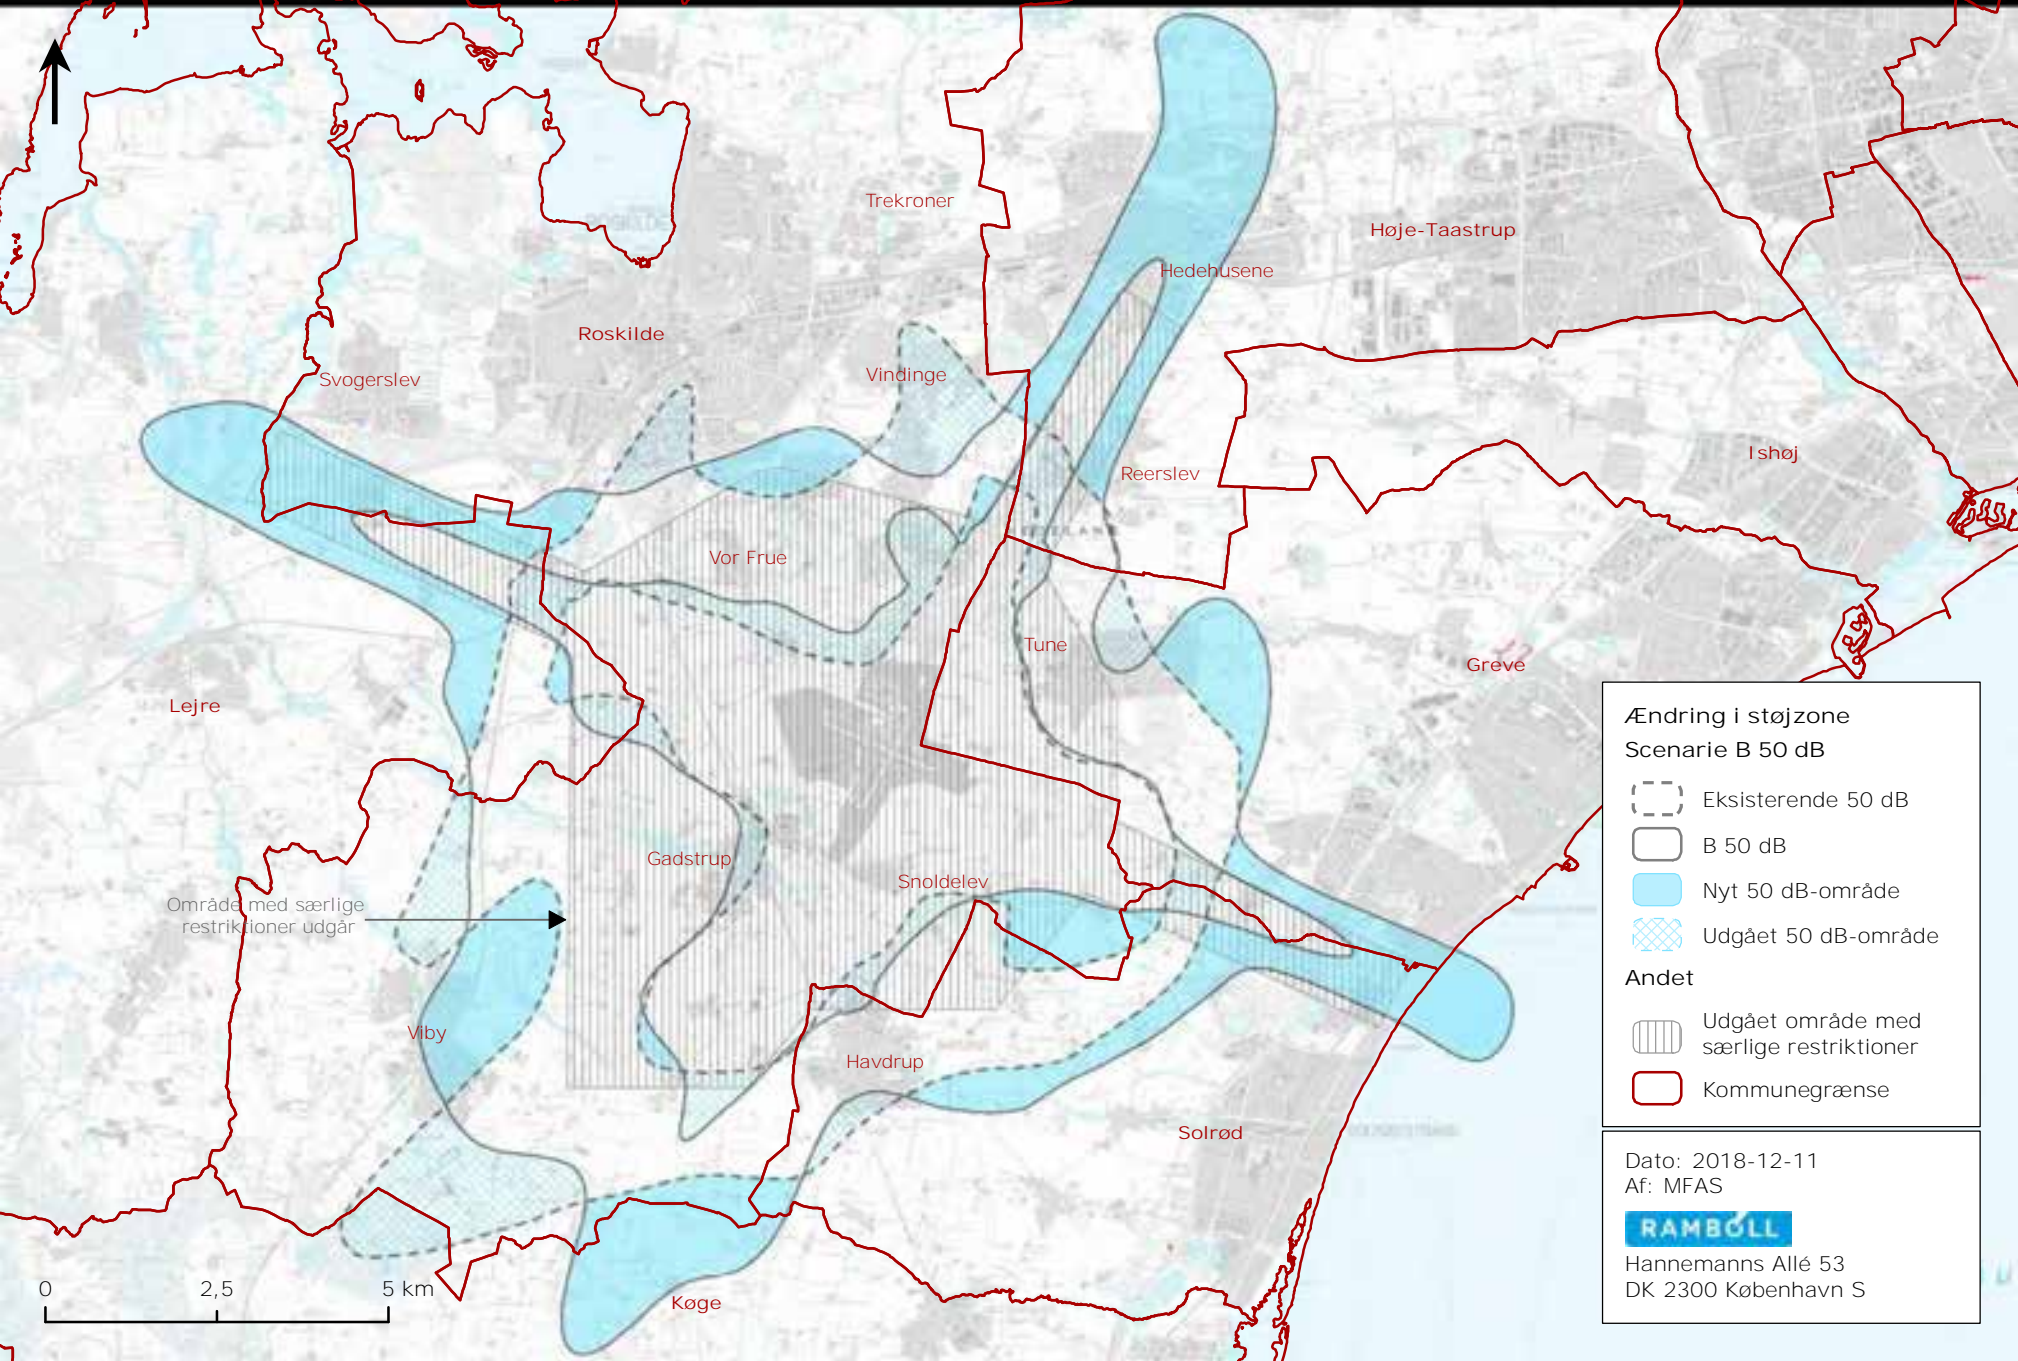 Trekroner
Høje-Taastrup
Hedehusene
Roskilde
Svogerslev
Vindinge
Ishøj
Reerslev
Vor Frue
Tune
Greve
Lejre
Gadstrup
Snoldelev
Område med særlige
restriktioner udgår
Viby
Havdrup
Solrød
Køge
0 2,5 5 km
Ændring i støjzone
Scenarie B 50 dB
Eksisterende 50 dB
B 50 dB
Nyt 50 dB-område
Udgået 50 dB-område
Andet
Udgået område med
særlige restriktioner
Kommunegrænse
Dato: 2018-12-11
Af: MFAS
RAMBOLL
Hannemanns Allé 53
DK 2300 København S